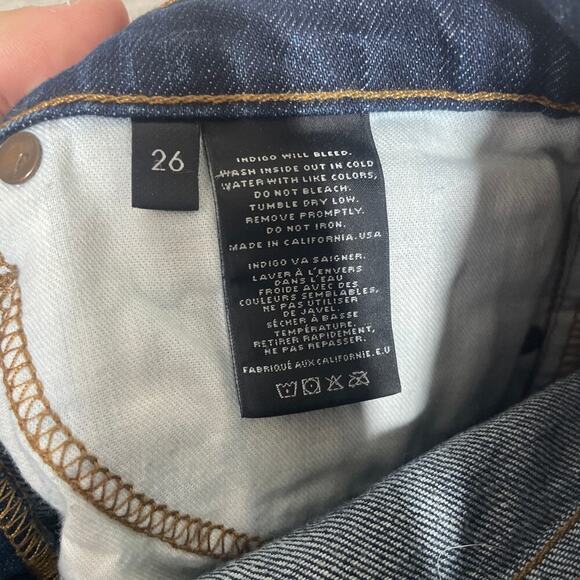 26
INDIGO WILL BLEED.
WASH INSIDE OUT IN COLD
WATER WITH LIKE COLORS,
DO NOT BLEACH.
TUMBLE DRY LOW.
REMOVE PROMPTLY.
DO NOT IRON.
MADE IN CALIFORNIA.USA
INDIGO VA SAIGNER.
LAVER À L'ENVERS
DANS L'EAU
FROIDE AVEC DES
COULEURS SEMBLABLES,
NE PAS UTILISER
DE JAVEL.
SÉCHER À BASSE
TEMPÉRATURE.
RETIRER RAPIDEMENT,
NE PAS REPASSER.
FABRIQUÉ AUX CALIFORNIE.E.U